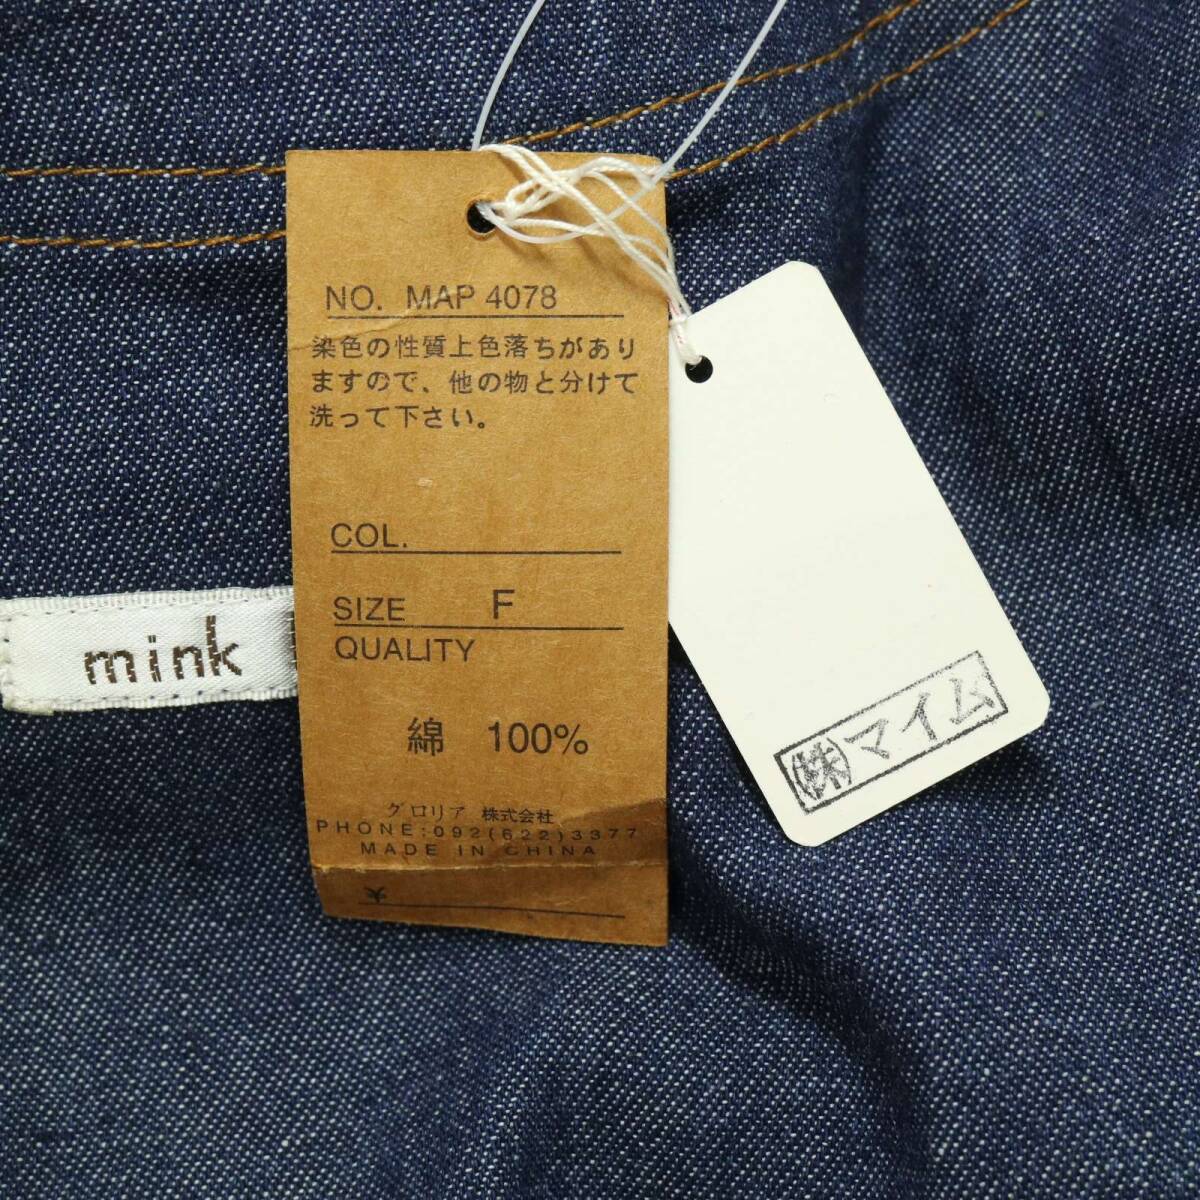 NO. MAP 4078
染色の性質上色落ちがあり
ますので、他の物と分けて
洗って下さい。
COL.
SIZE F
QUALITY
綿 100%
グロリア 株式会社
PHONE:092(622)3377
MADE IN CHINA
¥
mink
(株)マイム